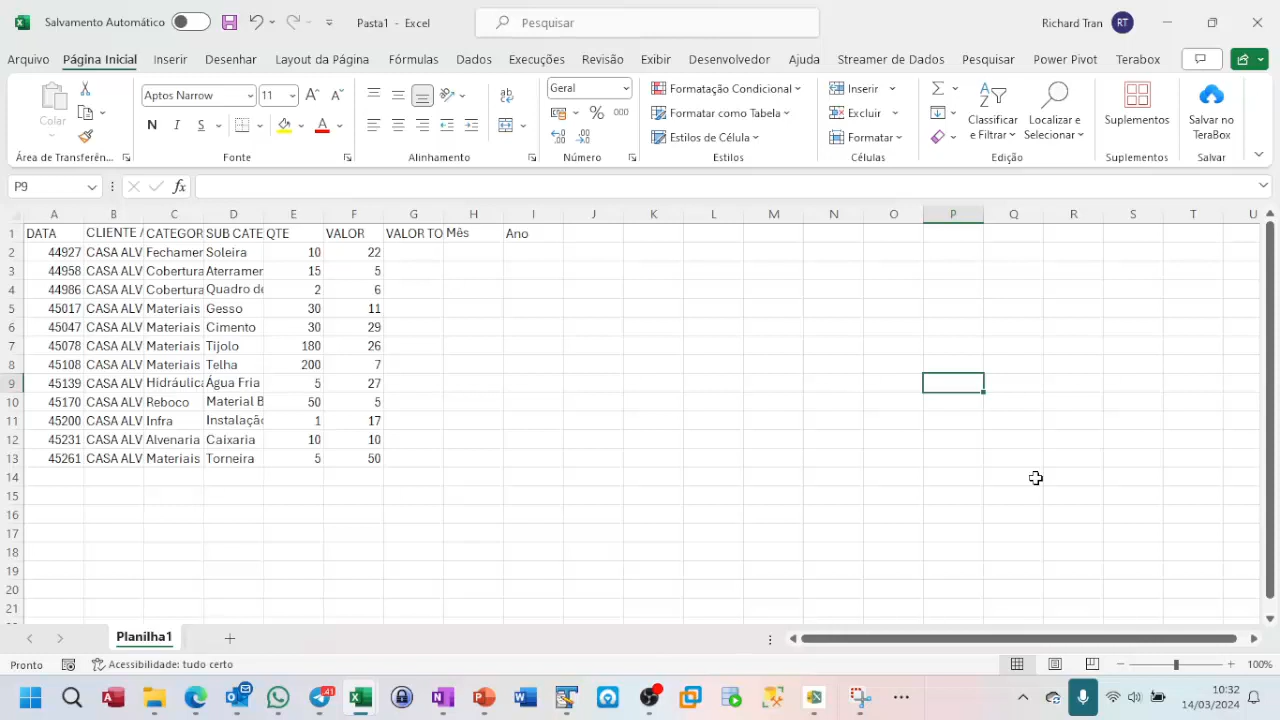 Salvamento Automático Pasta1 - Excel Pesquisar Richard Tran RT
Arquivo Página Inicial Inserir Desenhar Layout da Página Fórmulas Dados Execuções Revisão Exibir Desenvolvedor Ajuda Streamer de Dados Pesquisar Power Pivot Terabox
Colar
Área de Transferên...
Aptos Narrow 11
N I S A
Fonte
ab
Alinhamento
Geral
% 000
Número
Formatação Condicional
Formatar como Tabela
Estilos de Célula
Estilos
Inserir
Excluir
Formatar
Células
Classificar
e Filtrar
Localizar e
Selecionar
Edição
Suplementos
Suplementos
Salvar no
TeraBox
Salvar
P9 fx
A B C D E F G H I J K L M N O P Q R S T U
1 DATA CLIENTE / CATEGOR SUB CATE QTE VALOR VALOR TO Mês Ano
2 44927 CASA ALV Fechamer Soleira 10 22
3 44958 CASA ALV Cobertura Aterramer 15 5
4 44986 CASA ALV Cobertura Quadro de 2 6
5 45017 CASA ALV Materiais Gesso 30 11
6 45047 CASA ALV Materiais Cimento 30 29
7 45078 CASA ALV Materiais Tijolo 180 26
8 45108 CASA ALV Materiais Telha 200 7
9 45139 CASA ALV Hidráulica Água Fria 5 27
10 45170 CASA ALV Reboco Material B 50 5
11 45200 CASA ALV Infra Instalação 1 17
12 45231 CASA ALV Alvenaria Caixaria 10 10
13 45261 CASA ALV Materiais Torneira 5 50
14
15
16
17
18
19
20
21
Planilha1
Pronto Acessibilidade: tudo certo 100%
41
10:32
14/03/2024